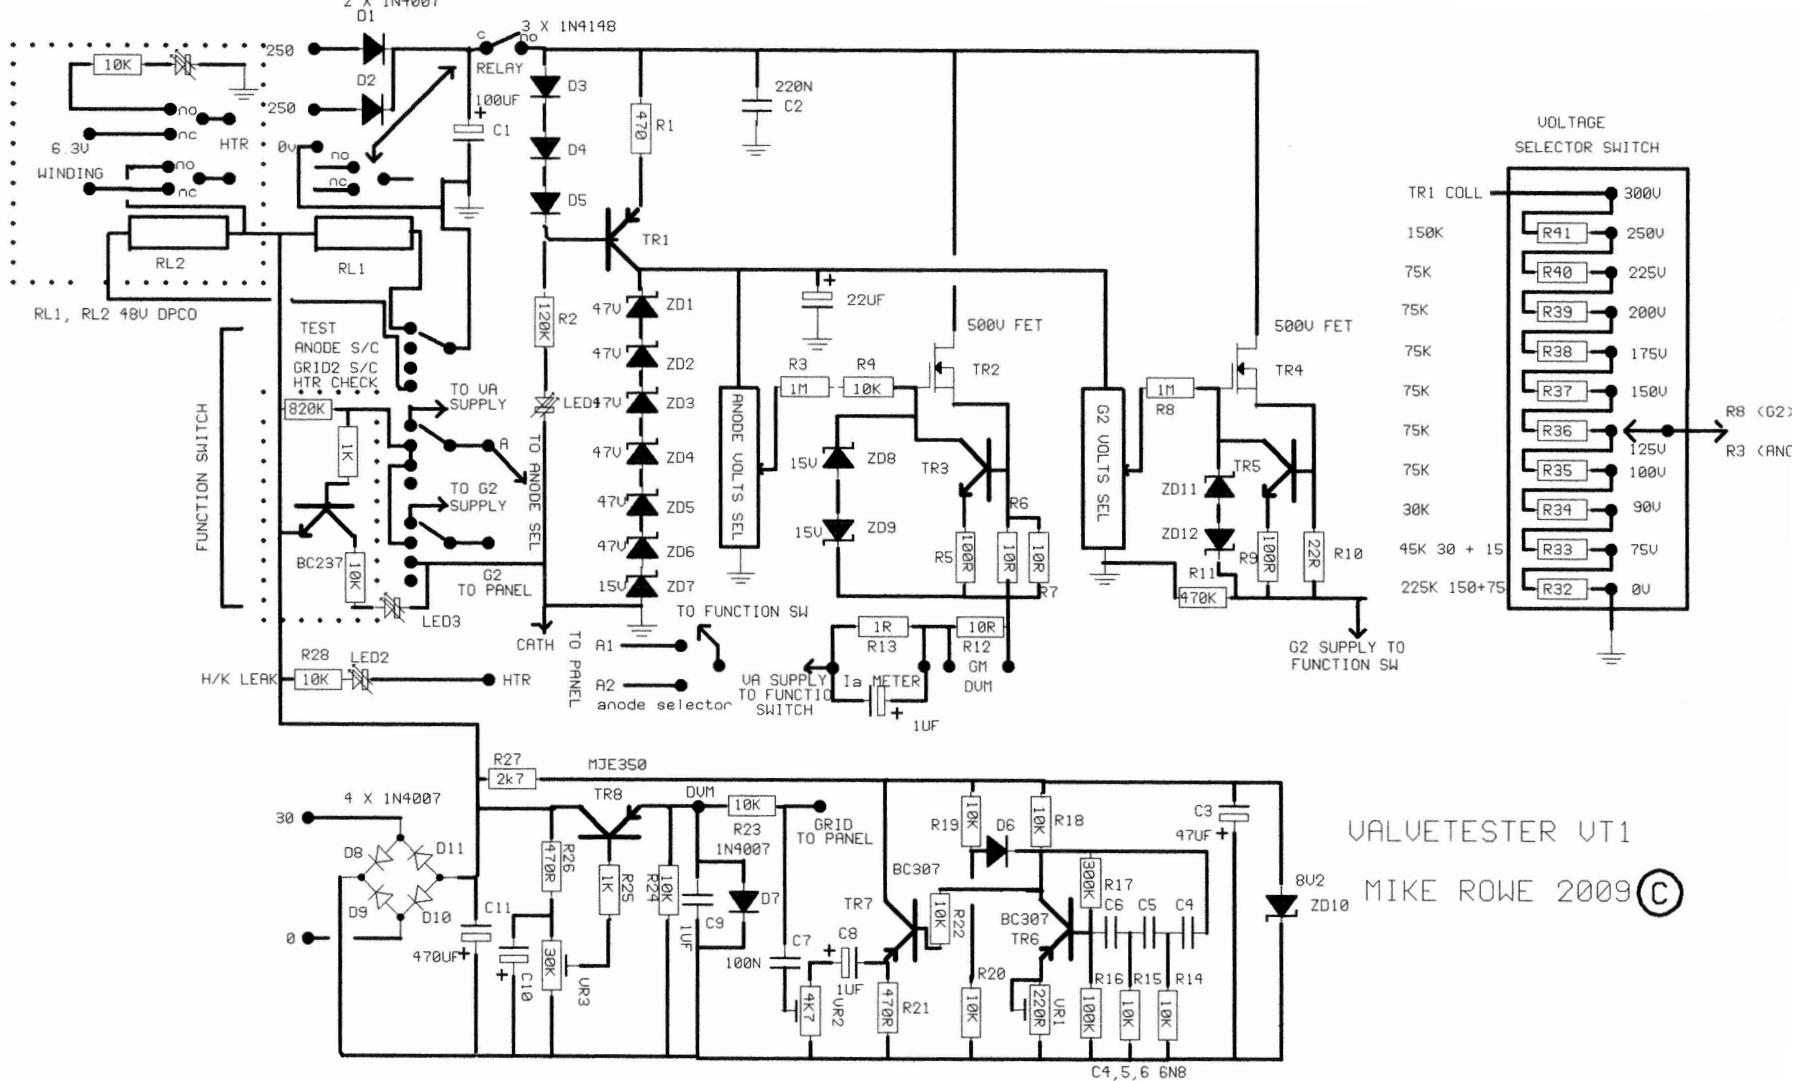 2 X 1N4007
D1
250
D2
250
0V
no
nc
10K
no
nc
HTR
6.3V
WINDING
no
nc
RL2
RL1
RL1, RL2 48V DPCO
c
no
RELAY
3 X 1N4148
100UF
+
C1
D3
D4
D5
470
R1
TR1
220N
C2
120K
R2
LED1
47V
ZD1
47V
ZD2
47V
ZD3
47V
ZD4
47V
ZD5
47V
ZD6
15V
ZD7
+
22UF
500V FET
TR2
R3
1M
R4
10K
ANODE VOLTS SEL
15V
ZD8
15V
ZD9
TR3
R5
100R
R6
10R
10R
R7
G2 VOLTS SEL
1M
R8
500V FET
TR4
TR5
ZD11
ZD12
R9
100R
22R
R10
R11
470K
G2 SUPPLY TO
FUNCTION SW
VOLTAGE
SELECTOR SWITCH
TR1 COLL
300V
150K
R41
250V
75K
R40
225V
75K
R39
200V
75K
R38
175V
75K
R37
150V
75K
R36
125V
75K
R35
100V
30K
R34
90V
45K 30 + 15
R33
75V
225K 150+75
R32
0V
R8 (G2)
R3 (ANO
FUNCTION SWITCH
TEST
ANODE S/C
GRID2 S/C
HTR CHECK
820K
1K
BC237
10K
LED3
TO VA
SUPPLY
A
TO ANODE SEL
TO G2
SUPPLY
G2
TO PANEL
CATH
TO PANEL
A1
A2
anode selector
TO FUNCTION SW
VA SUPPLY
TO FUNCTIO
SWITCH
1R
R13
10R
R12
Ia METER
GM
DVM
+
1UF
H/K LEAK
R28
10K
LED2
HTR
4 X 1N4007
30
0
D8
D11
D9
D10
470UF
+
C11
C10
+
R27
2k7
MJE350
TR8
470R
R26
30K
VR3
1K
R25
10K
R24
DVM
10K
R23
1N4007
D7
C9
1UF
GRID
TO PANEL
C7
100N
4K7
VR2
+
C8
1UF
BC307
TR7
470R
R21
10K
R22
R19
10K
D6
10K
R18
R20
10K
BC307
TR6
220R
VR1
300K
R17
C6
C5
C4
R16
100K
R15
10K
R14
10K
C4,5,6 6N8
C3
47UF
+
8V2
ZD10
VALVETESTER VT1
MIKE ROWE 2009 ©